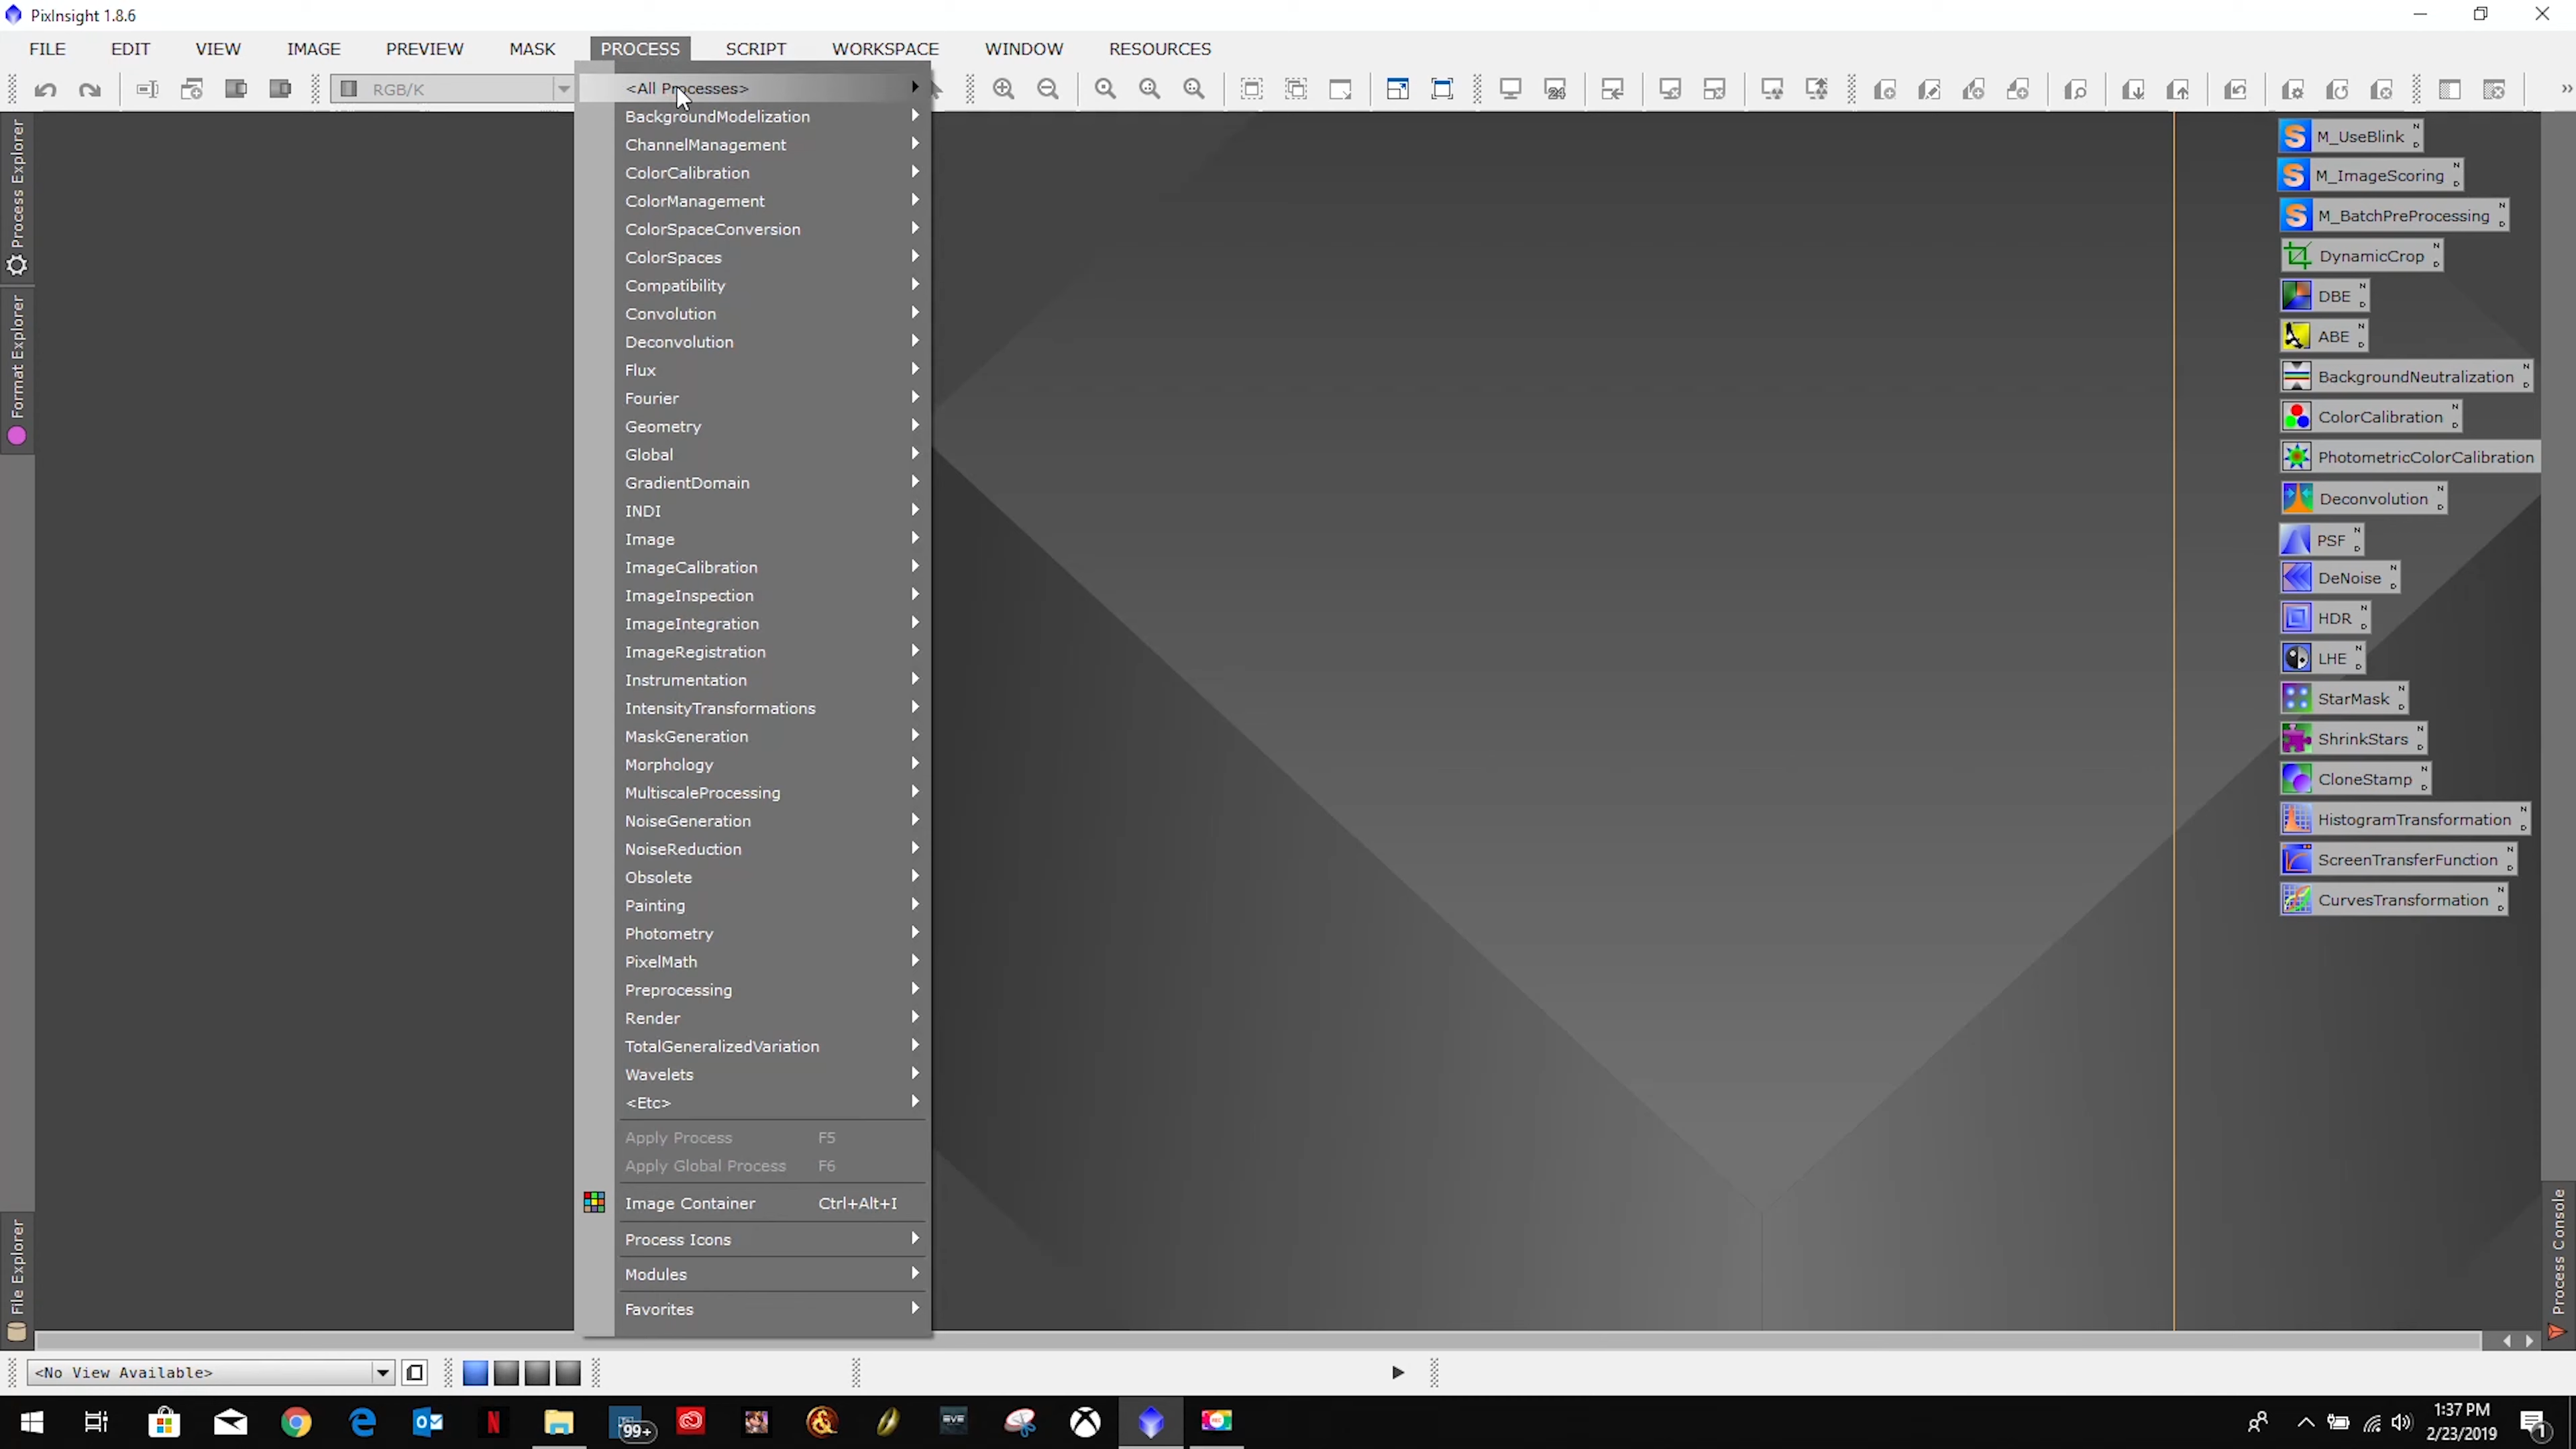 PixInsight 1.8.6
FILE EDIT VIEW IMAGE PREVIEW MASK PROCESS SCRIPT WORKSPACE WINDOW RESOURCES
RGB/K
<All Processes>
BackgroundModelization
ChannelManagement
ColorCalibration
ColorManagement
ColorSpaceConversion
ColorSpaces
Compatibility
Convolution
Deconvolution
Flux
Fourier
Geometry
Global
GradientDomain
INDI
Image
ImageCalibration
ImageInspection
ImageIntegration
ImageRegistration
Instrumentation
IntensityTransformations
MaskGeneration
Morphology
MultiscaleProcessing
NoiseGeneration
NoiseReduction
Obsolete
Painting
Photometry
PixelMath
Preprocessing
Render
TotalGeneralizedVariation
Wavelets
<Etc>
Apply Process F5
Apply Global Process F6
Image Container Ctrl+Alt+I
Process Icons
Modules
Favorites
Process Explorer
Format Explorer
File Explorer
M_UseBlink
M_ImageScoring
M_BatchPreProcessing
DynamicCrop
DBE
ABE
BackgroundNeutralization
ColorCalibration
PhotometricColorCalibration
Deconvolution
PSF
DeNoise
HDR
LHE
StarMask
ShrinkStars
CloneStamp
HistogramTransformation
ScreenTransferFunction
CurvesTransformation
Process Console
<No View Available>
99+
EVE
1:37 PM
2/23/2019
1